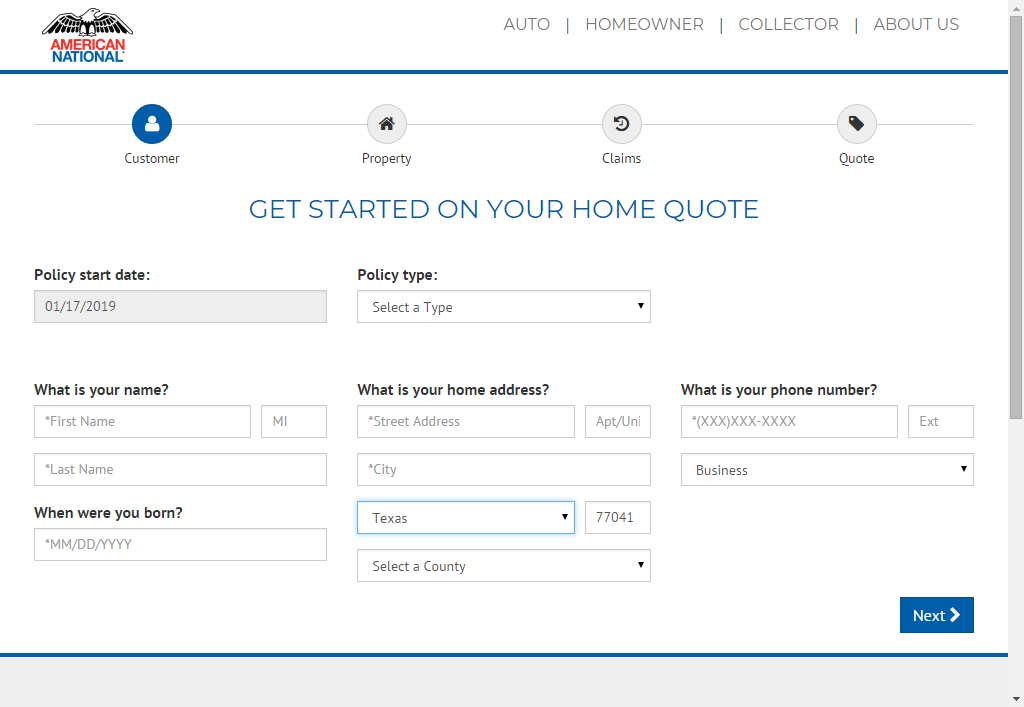 AMERICAN
NATIONAL
AUTO | HOMEOWNER | COLLECTOR | ABOUT US
Customer
Property
Claims
Quote
GET STARTED ON YOUR HOME QUOTE
Policy start date:
Policy type:
01/17/2019
Select a Type
What is your name?
What is your home address?
What is your phone number?
*First Name
MI
*Street Address
Apt/Uni
*(XXX)XXX-XXXX
Ext
*Last Name
*City
Business
When were you born?
*MM/DD/YYYY
Texas
77041
Select a County
Next